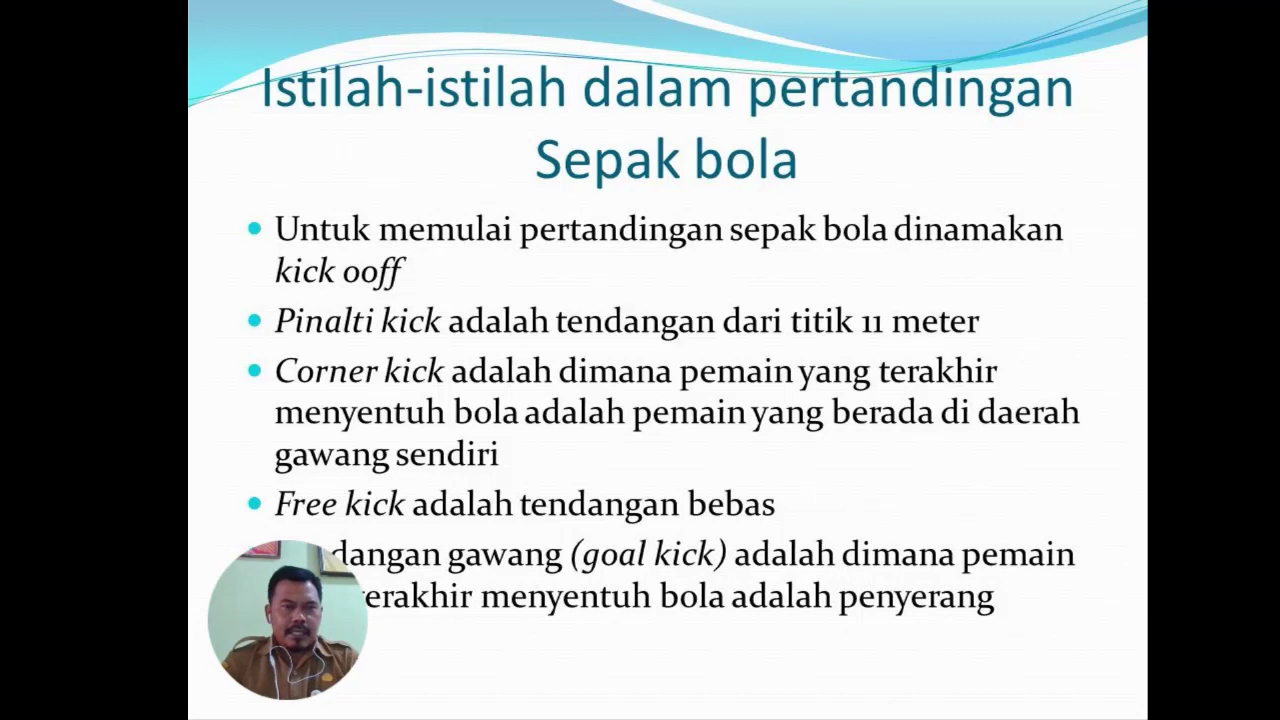 Istilah-istilah dalam pertandingan
Sepak bola
Untuk memulai pertandingan sepak bola dinamakan
kick ooff
Pinalti kick adalah tendangan dari titik 11 meter
Corner kick adalah dimana pemain yang terakhir
menyentuh bola adalah pemain yang berada di daerah
gawang sendiri
Free kick adalah tendangan bebas
dangan gawang (goal kick) adalah dimana pemain
terakhir menyentuh bola adalah penyerang